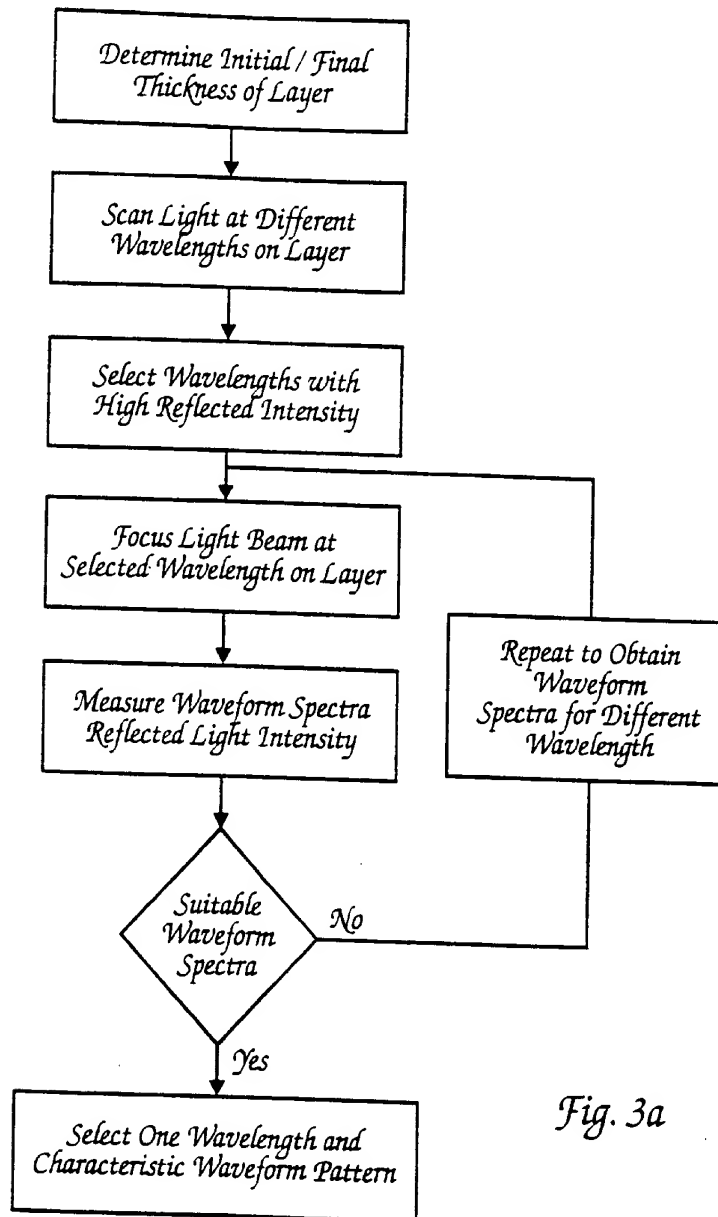 Determine Initial / Final
Thickness of Layer
Scan Light at Different
Wavelengths on Layer
Select Wavelengths with
High Reflected Intensity
Focus Light Beam at
Selected Wavelength on Layer
Measure Waveform Spectra
Reflected Light Intensity
Repeat to Obtain
Waveform
Spectra for Different
Wavelength
Suitable
Waveform
Spectra
No
Yes
Select One Wavelength and
Characteristic Waveform Pattern
Fig. 3a